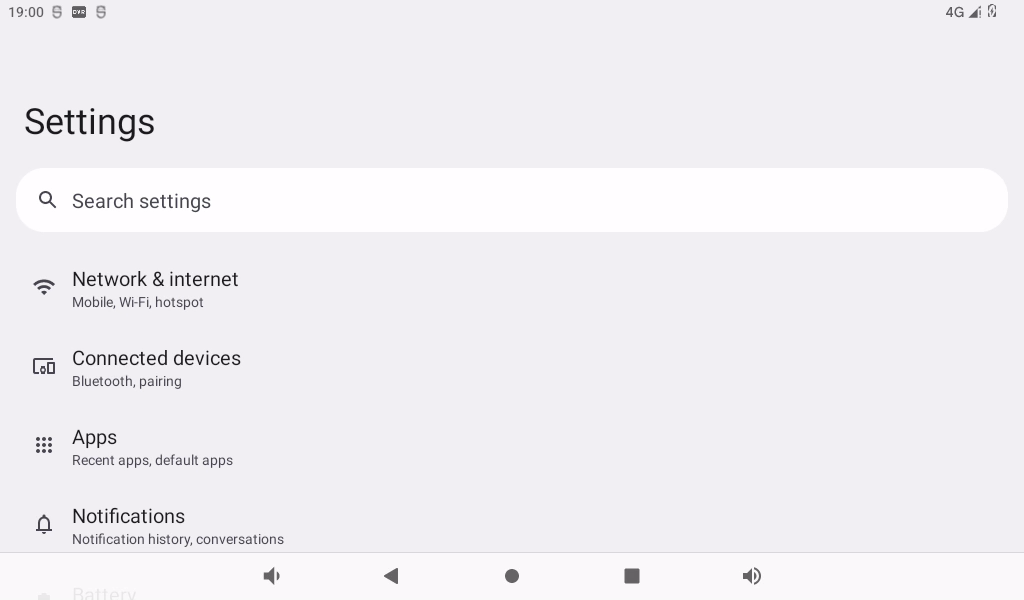 19:00 DVR 4G
Settings
Search settings
Network & internet
Mobile, Wi-Fi, hotspot
Connected devices
Bluetooth, pairing
Apps
Recent apps, default apps
Notifications
Notification history, conversations
Battery